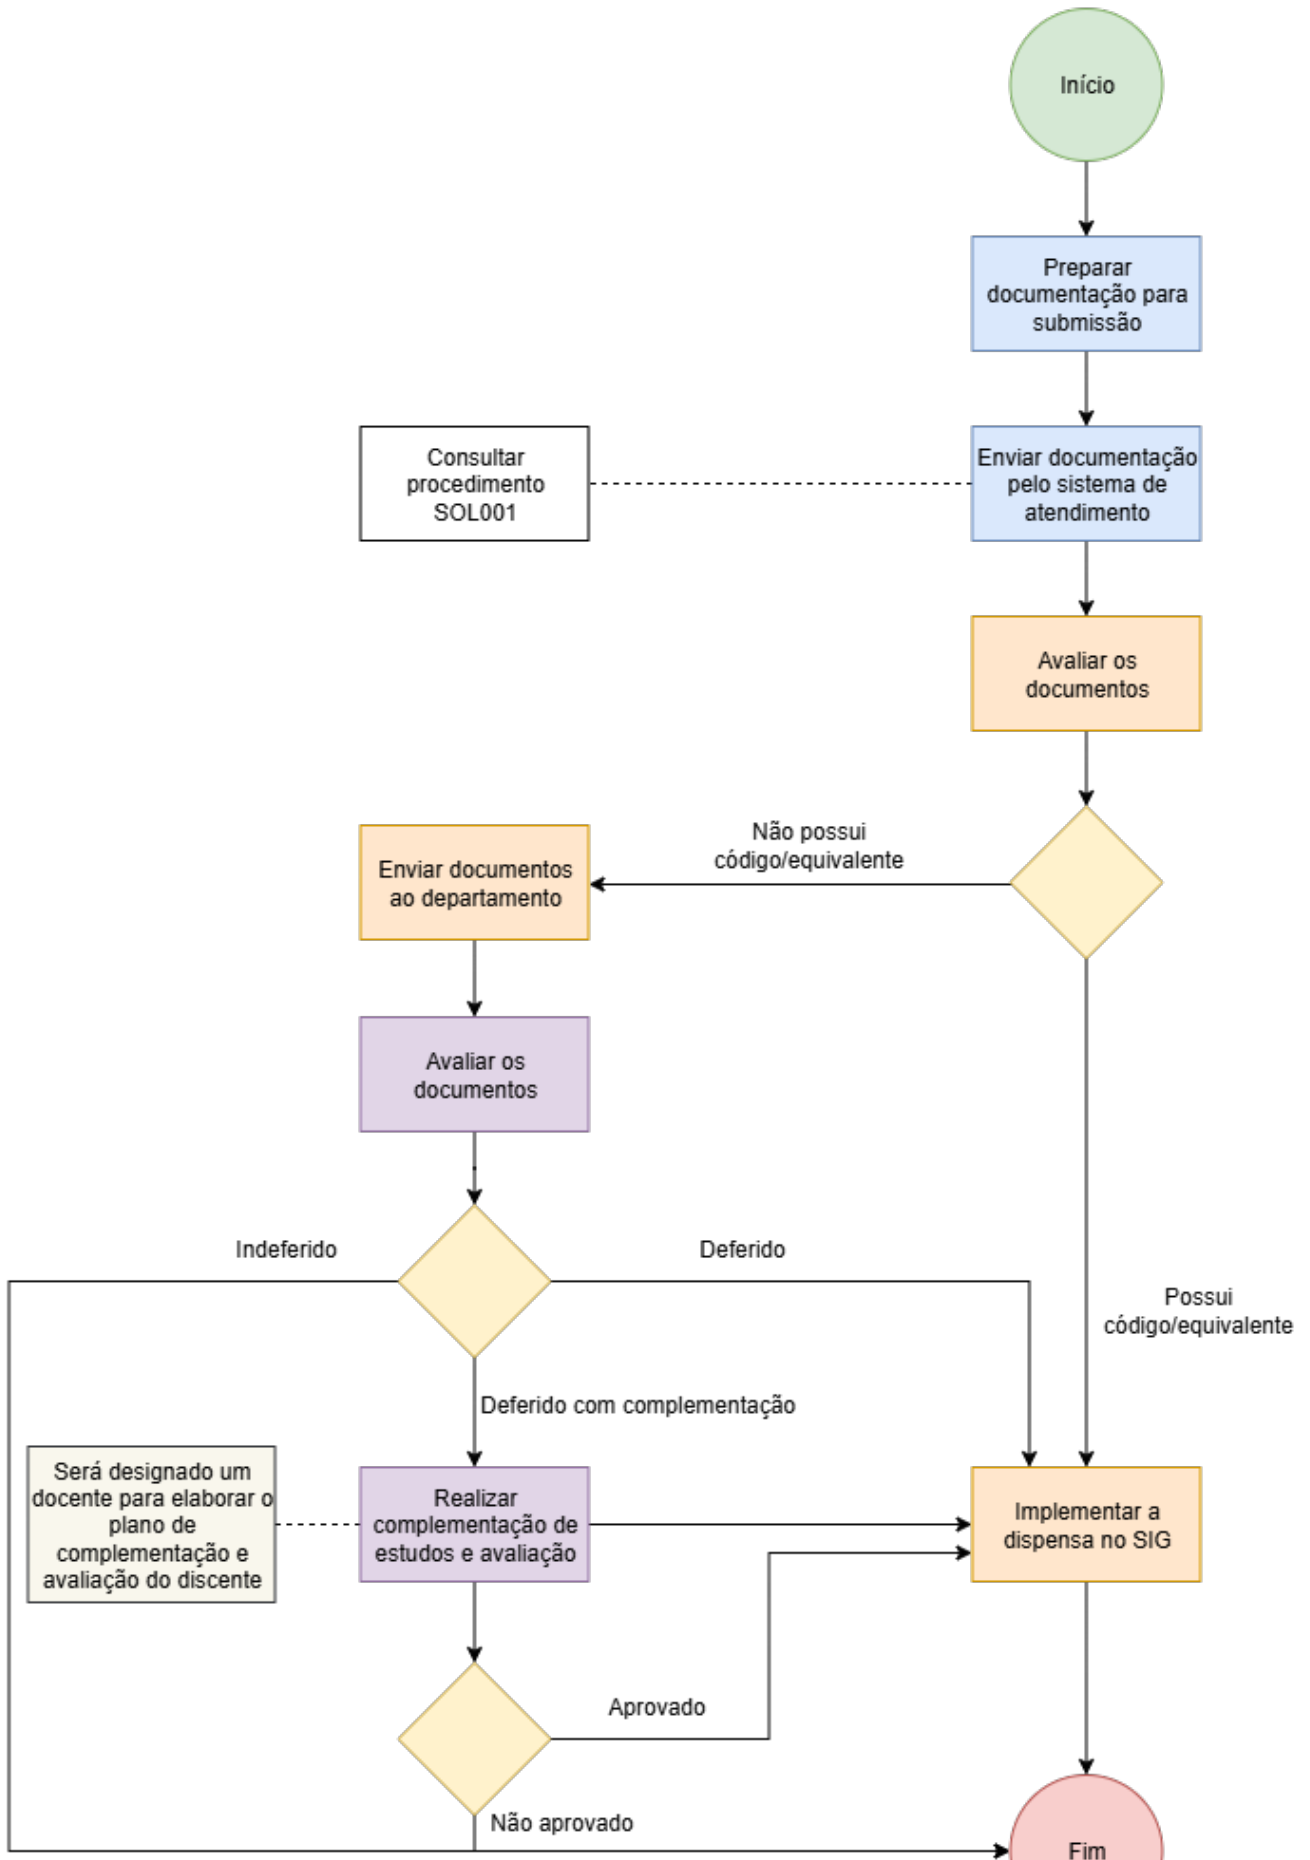 Início
Preparar
documentação para
submissão
Consultar
procedimento
SOL001
Enviar documentação
pelo sistema de
atendimento
Avaliar os
documentos
Não possui
código/equivalente
Enviar documentos
ao departamento
Avaliar os
documentos
Indeferido
Deferido
Possui
código/equivalente
Deferido com complementação
Será designado um
docente para elaborar o
plano de
complementação e
avaliação do discente
Realizar
complementação de
estudos e avaliação
Implementar a
dispensa no SIG
Aprovado
Não aprovado
Fim